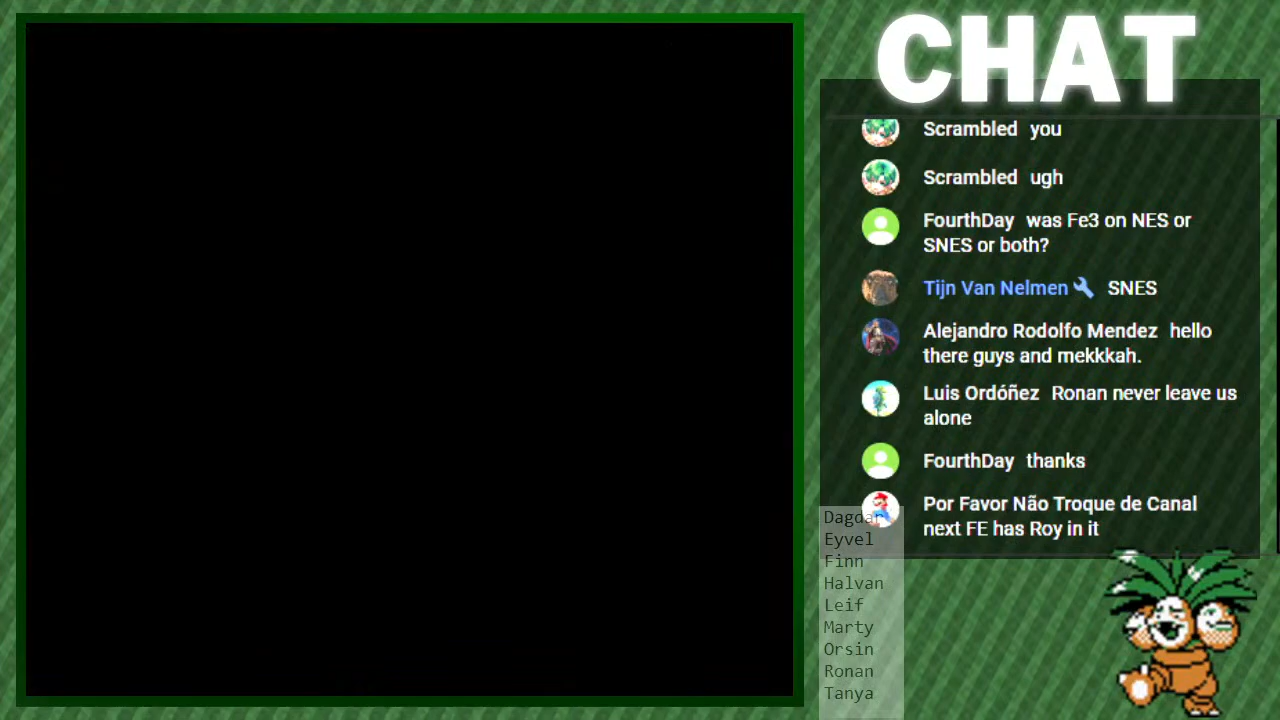 CHAT
Scrambled you
Scrambled ugh
FourthDay was Fe3 on NES or
SNES or both?
Tijn Van Nelmen SNES
Alejandro Rodolfo Mendez hello
there guys and mekkkah.
Luis Ordóñez Ronan never leave us
alone
FourthDay thanks
Por Favor Não Troque de Canal
next FE has Roy in it
Dagdar
Eyvel
Finn
Halvan
Leif
Marty
Orsin
Ronan
Tanya